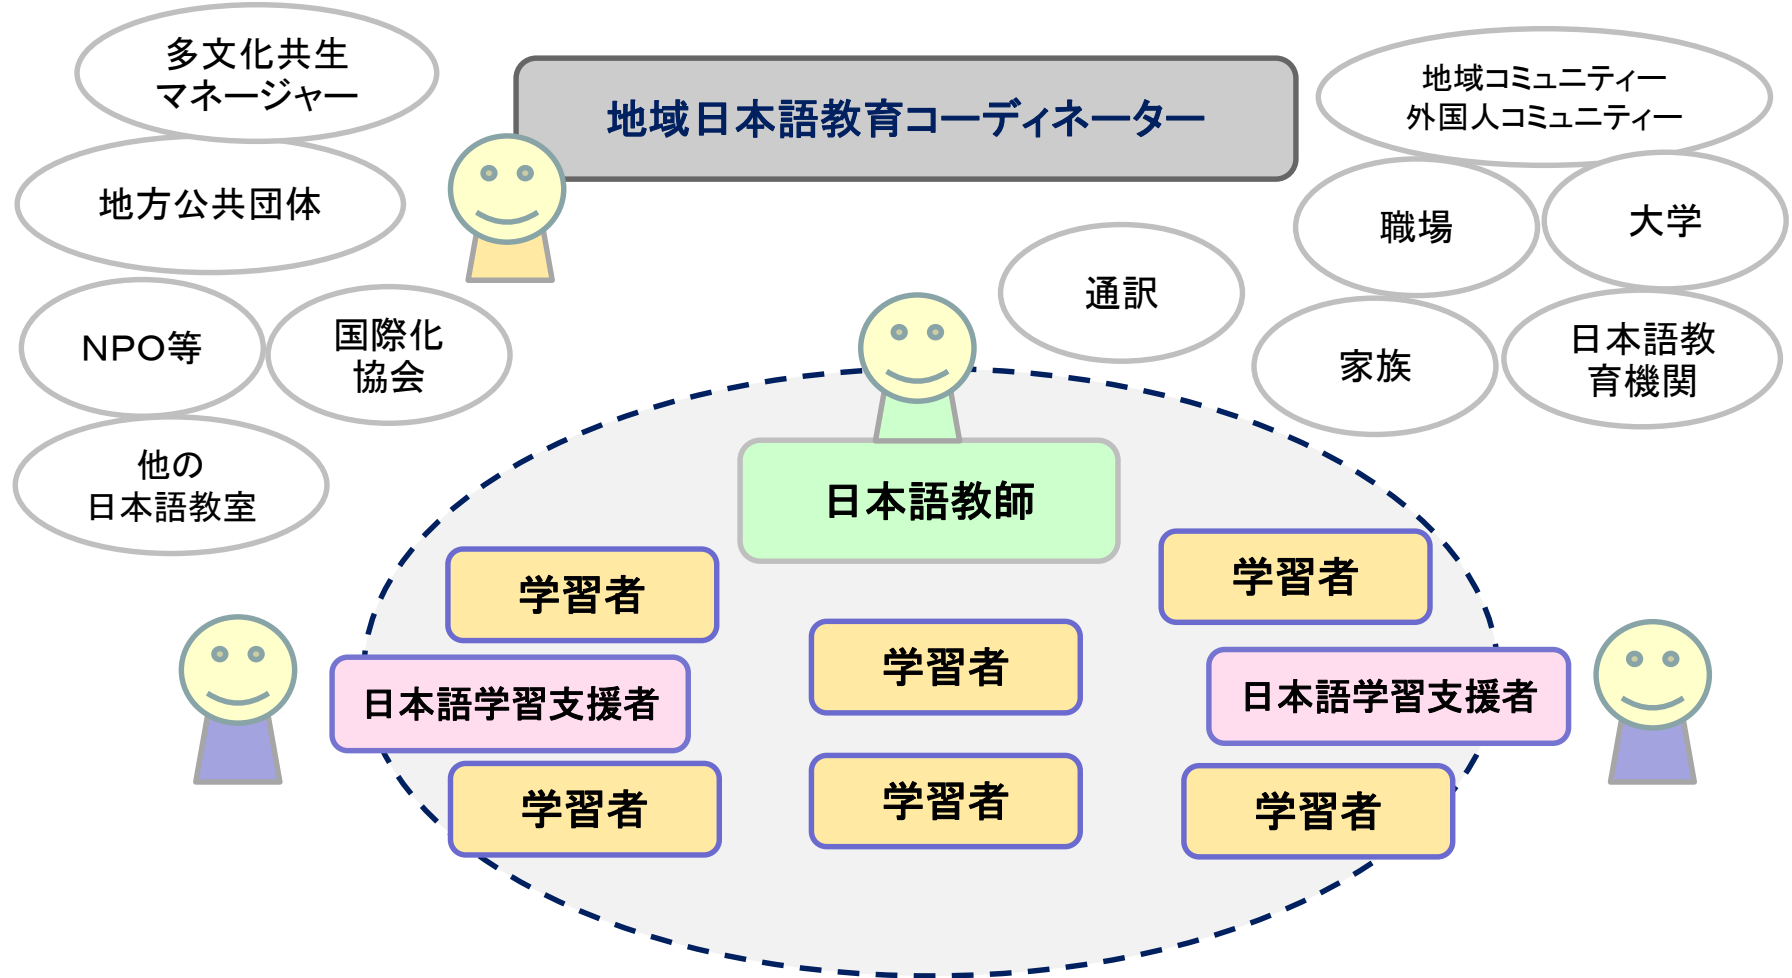 多文化共生
マネージャー
地域日本語教育コーディネーター
地域コミュニティー
外国人コミュニティー
地方公共団体
職場
大学
通訳
NPO等
国際化
協会
家族
日本語教
育機関
他の
日本語教室
日本語教師
学習者
学習者
学習者
日本語学習支援者
日本語学習支援者
学習者
学習者
学習者